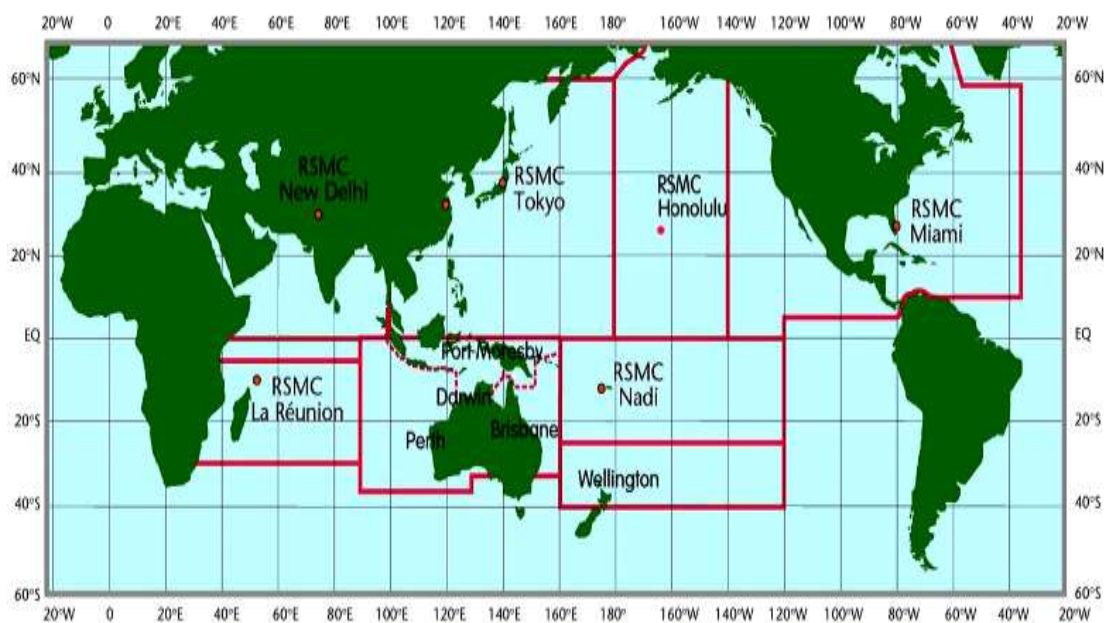 20°W 0 20°E 40°E 60°E 80°E 100°E 120°E 140°E 160°E 180° 160°W 140°W 120°W 100°W 80°W 60°W 40°W 20°W
60°N 60°N
RSMC
New Delhi
RSMC
Tokyo
RSMC
Honolulu
RSMC
Miami
40°N 40°N
20°N 20°N
EQ EQ
Port Moresby
RSMC
La Réunion
Darwin
RSMC
Nadi
Perth
Brisbane
20°S 20°S
Wellington
40°S 40°S
60°S 60°S
20°W 0 20°E 40°E 60°E 80°E 100°E 120°E 140°E 160°E 180° 160°W 140°W 120°W 100°W 80°W 60°W 40°W 20°W